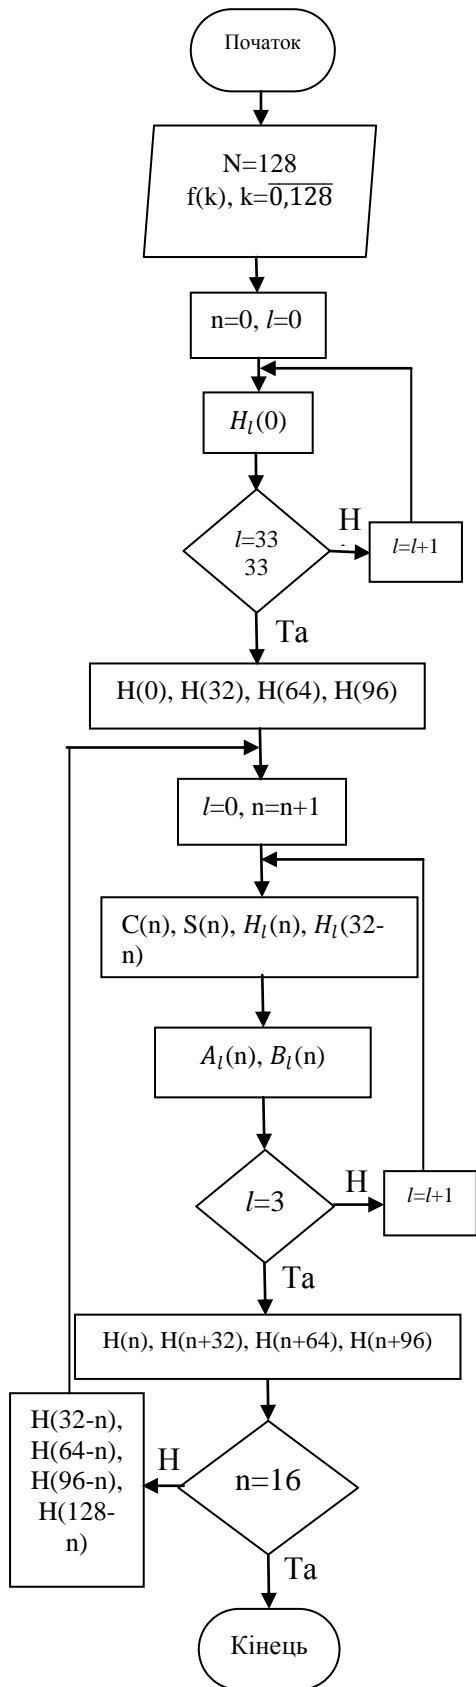 Початок
N=128
f(k), k=0,128
n=0, l=0
H_l(0)
l=33
33
Н
l=l+1
Та
H(0), H(32), H(64), H(96)
l=0, n=n+1
C(n), S(n), H_l(n), H_l(32-
n)
A_l(n), B_l(n)
l=3
Н
l=l+1
Та
H(n), H(n+32), H(n+64), H(n+96)
H(32-n),
H(64-n),
H(96-n),
H(128-
n)
Н
n=16
Та
Кінець